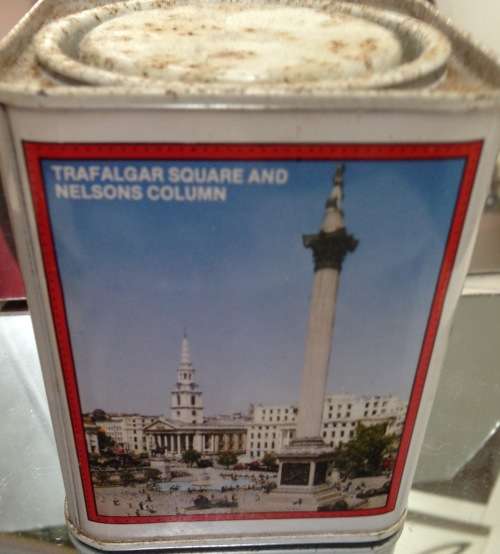 TRAFALGAR SQUARE AND
NELSONS COLUMN